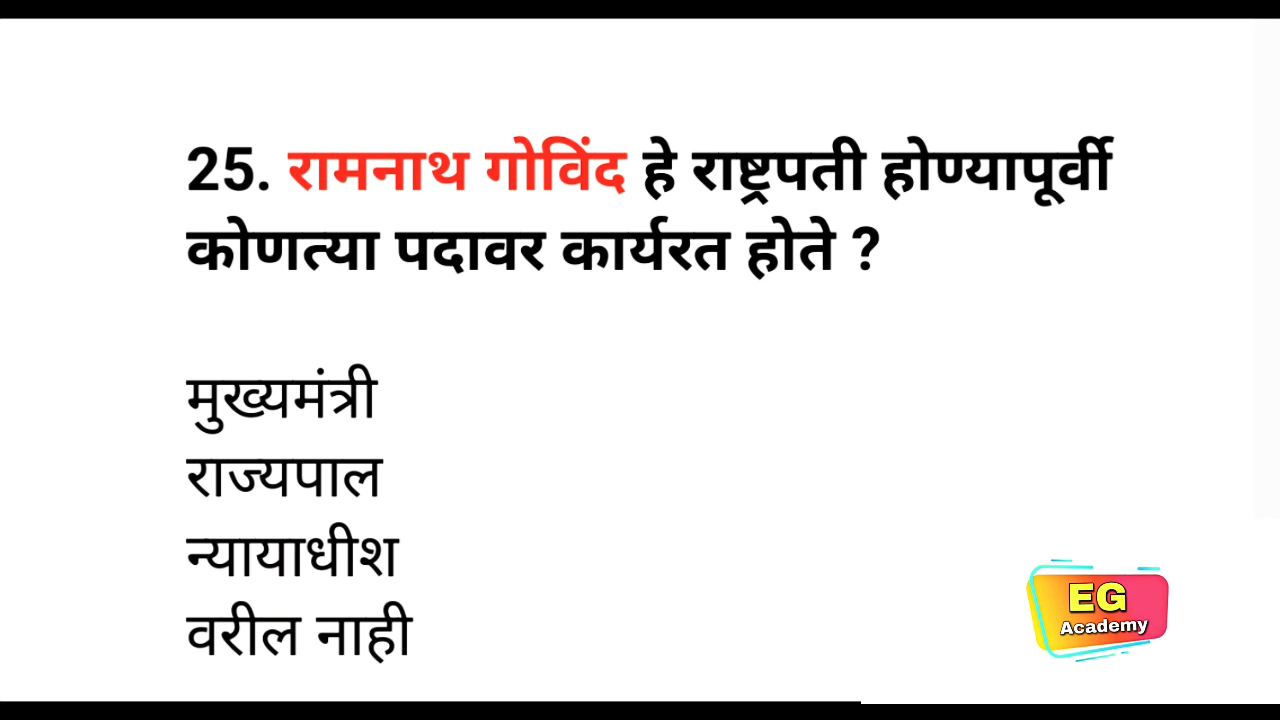 25. रामनाथ गोविंद हे राष्ट्रपती होण्यापूर्वी
कोणत्या पदावर कार्यरत होते ?
मुख्यमंत्री
राज्यपाल
न्यायाधीश
वरील नाही
EG
Academy